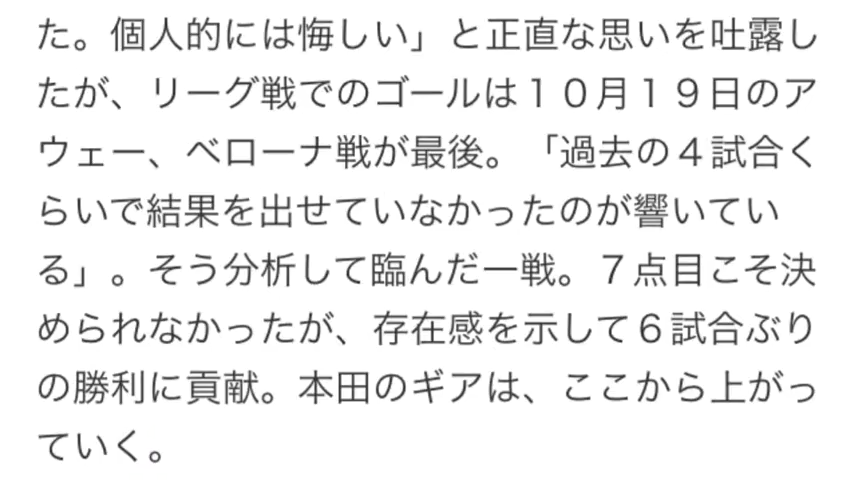 た。個人的には悔しい」と正直な思いを吐露し
たが、リーグ戦でのゴールは１０月１９日のア
ウェー、ベローナ戦が最後。「過去の４試合く
らいで結果を出せていなかったのが響いてい
る」。そう分析して臨んだ一戦。７点目こそ決
められなかったが、存在感を示して６試合ぶり
の勝利に貢献。本田のギアは、ここから上がっ
ていく。